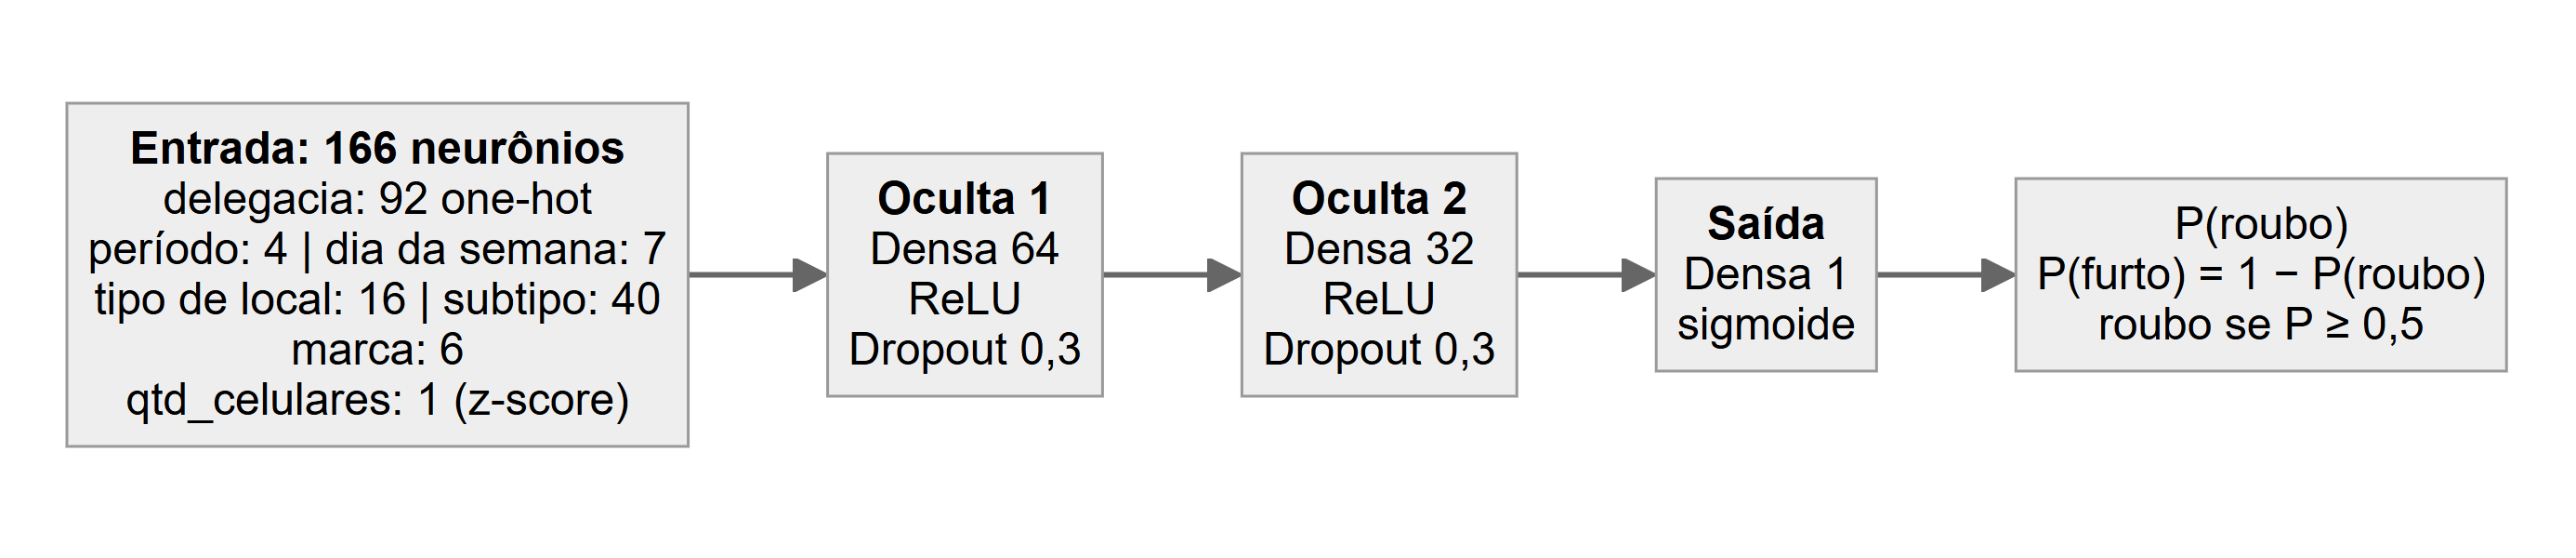 Entrada: 166 neurônios
delegacia: 92 one-hot
período: 4 | dia da semana: 7
tipo de local: 16 | subtipo: 40
marca: 6
qtd_celulares: 1 (z-score)
Oculta 1
Densa 64
ReLU
Dropout 0,3
Oculta 2
Densa 32
ReLU
Dropout 0,3
Saída
Densa 1
sigmoide
P(roubo)
P(furto) = 1 − P(roubo)
roubo se P ≥ 0,5